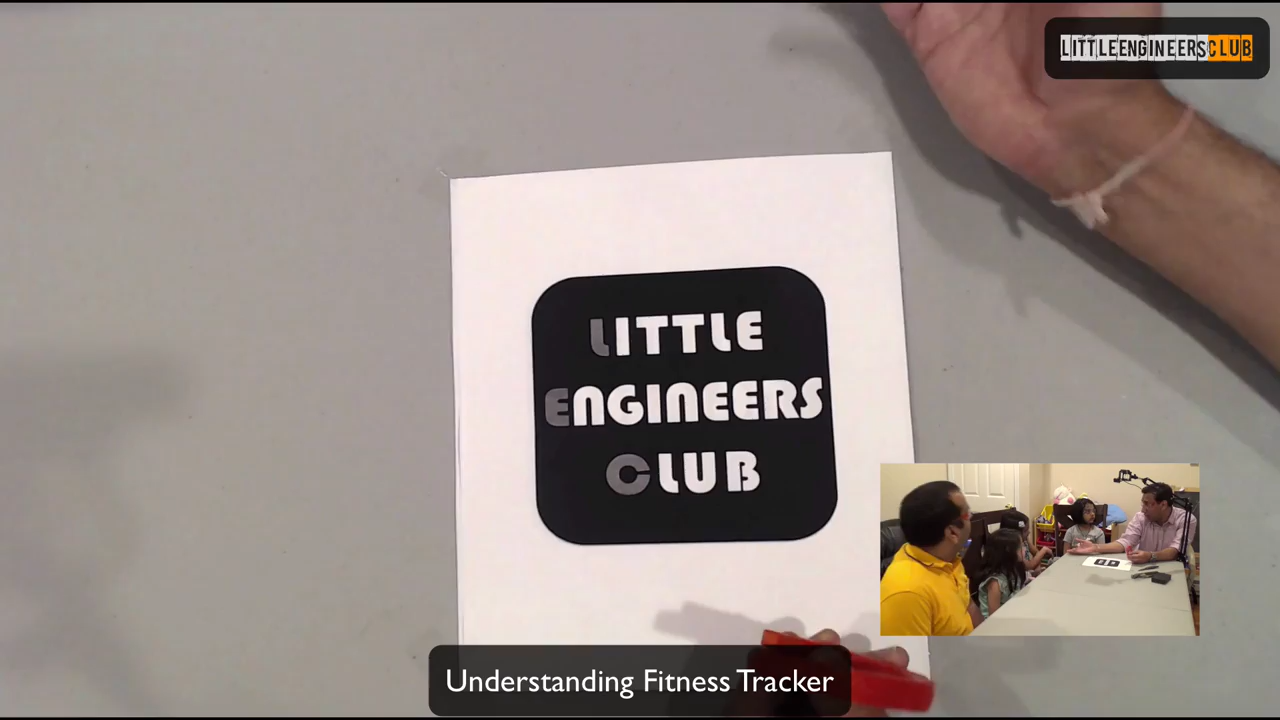 LITTLEENGINEERSCLUB
LITTLE
ENGINEERS
CLUB
Understanding Fitness Tracker